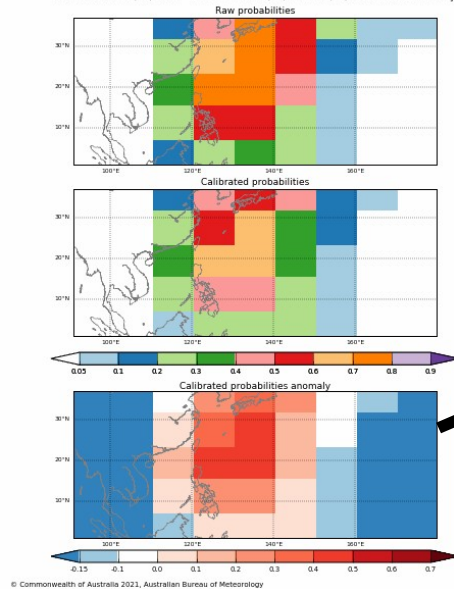 Raw probabilities
30°N
20°N
10°N
100°E 120°E 140°E 160°E
Calibrated probabilities
30°N
20°N
10°N
100°E 120°E 140°E 160°E
0.05 0.1 0.2 0.3 0.4 0.5 0.6 0.7 0.8 0.9
Calibrated probabilities anomaly
30°N
20°N
10°N
100°E 120°E 140°E 160°E
-0.15 -0.1 0.0 0.1 0.2 0.3 0.4 0.5 0.6 0.7
© Commonwealth of Australia 2021, Australian Bureau of Meteorology